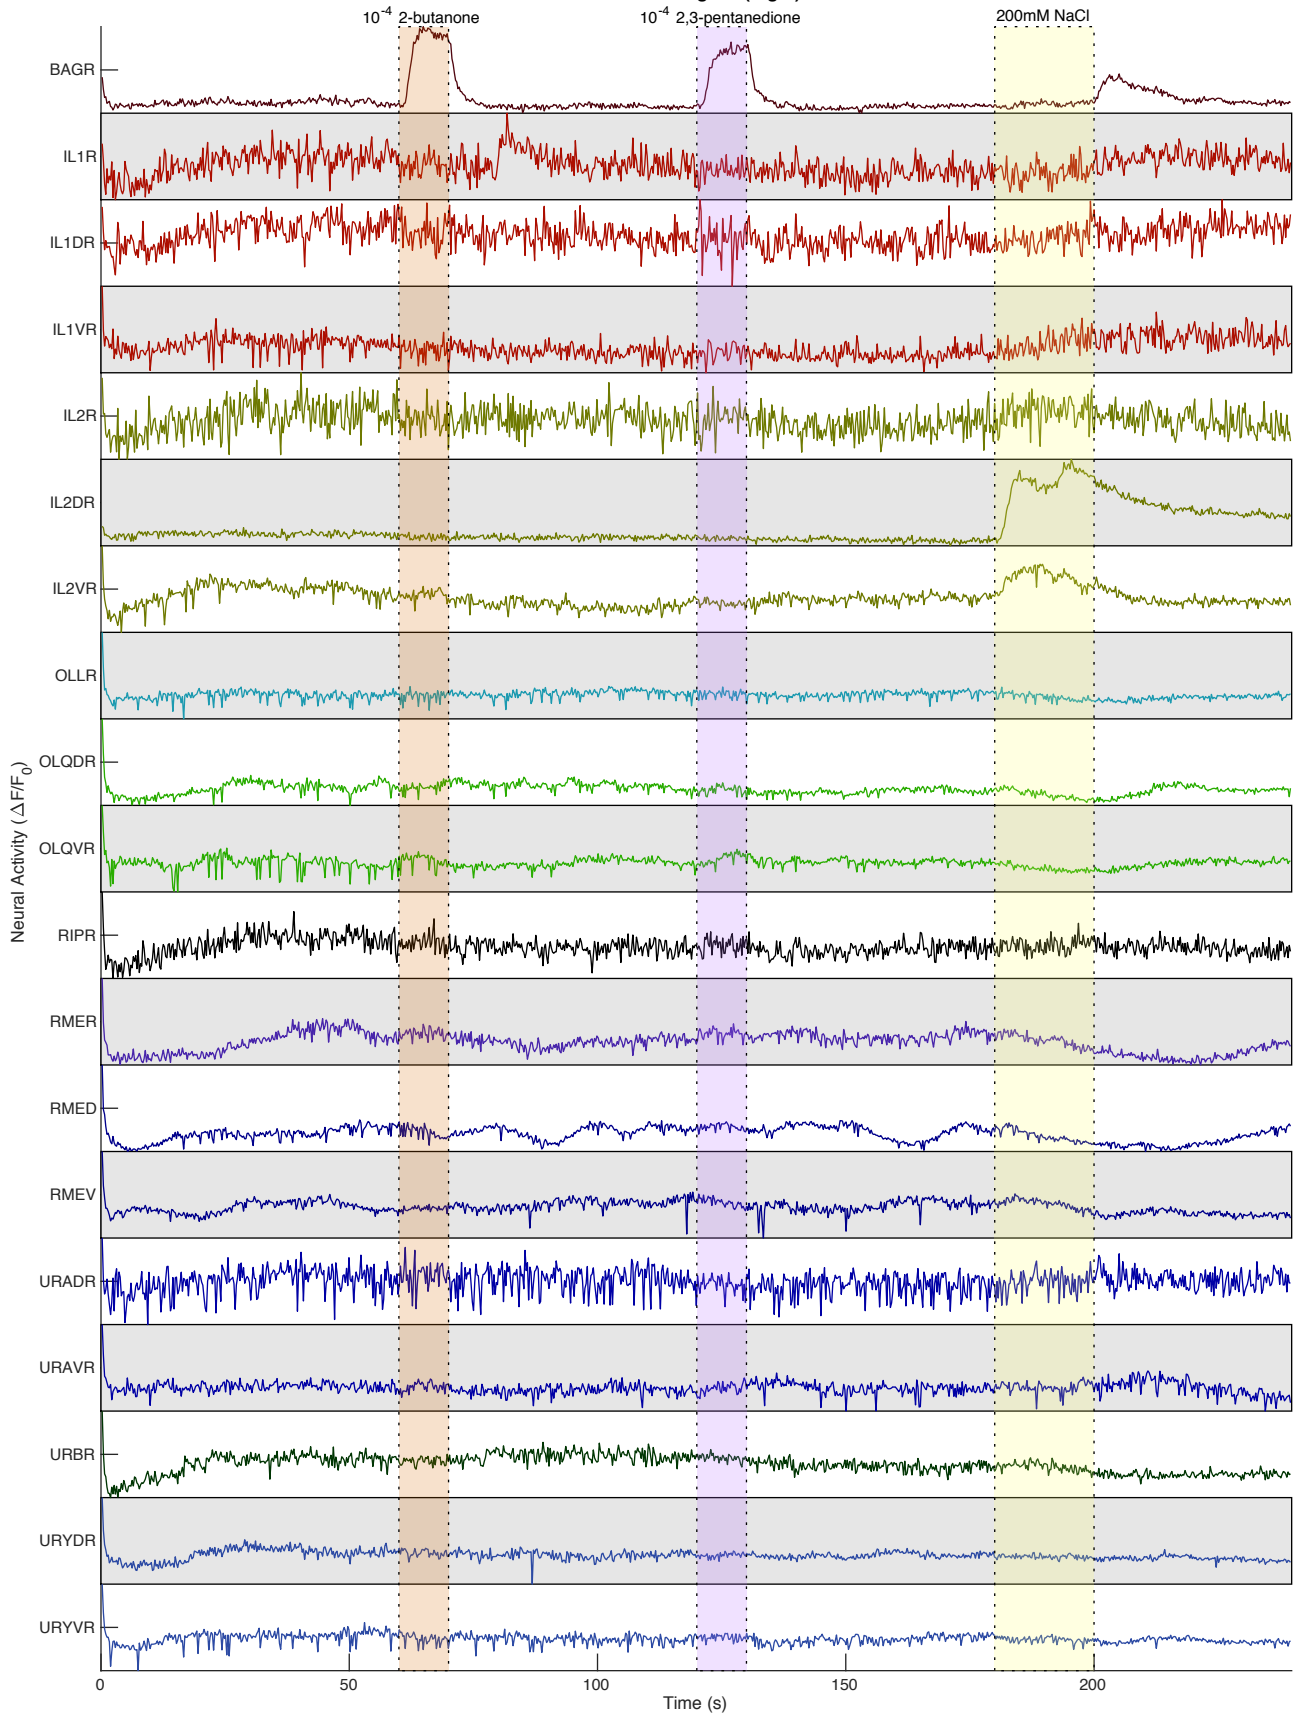 10⁻⁴ 2-butanone
10⁻⁴ 2,3-pentanedione
200mM NaCl
BAGR
IL1R
IL1DR
IL1VR
IL2R
IL2DR
IL2VR
OLLR
OLQDR
OLQVR
RIPR
RMER
RMED
RMEV
URADR
URAVR
URBR
URYDR
URYVR
Neural Activity (ΔF/F₀)
0 50 100 150 200
Time (s)